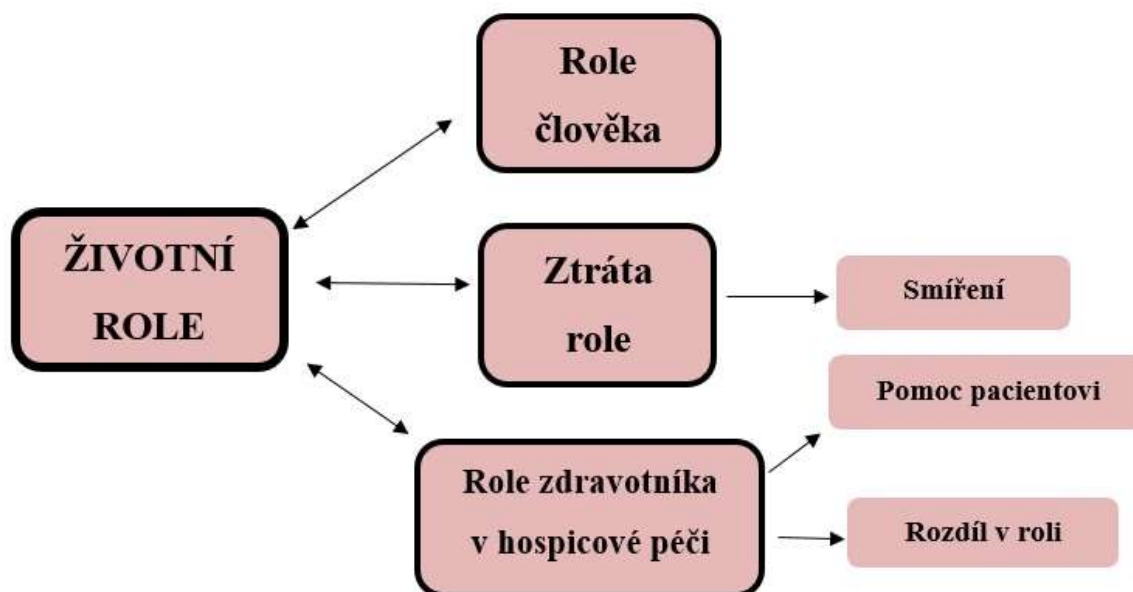 Role
člověka
ŽIVOTNÍ
ROLE
Ztráta
role
Smíření
Pomoc pacientovi
Role zdravotníka
v hospicové péči
Rozdíl v roli